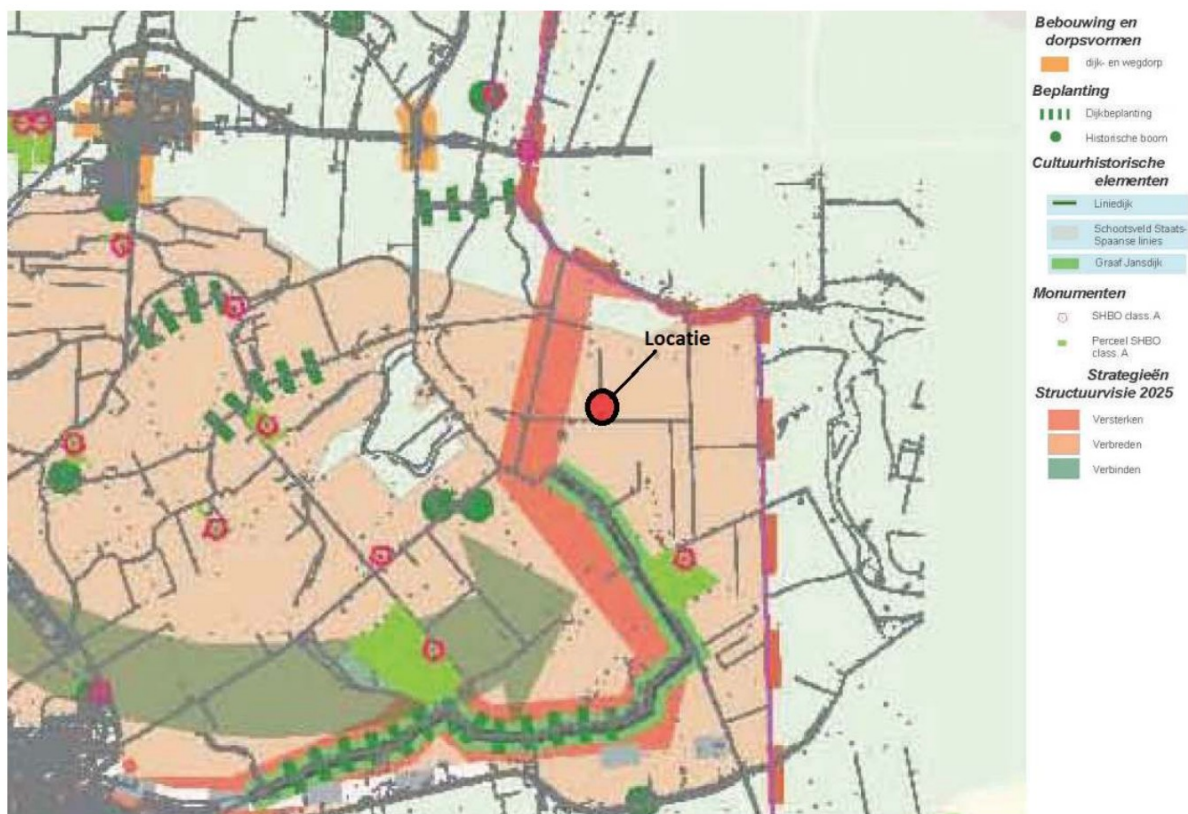 Bebouwing en
dorpsvormen
dijk- en wegdorp
Beplanting
Dijkbeplanting
Historische boom
Cultuurhistorische
elementen
Liniedijk
Schootsveld Staats-
Spaanse linies
Graaf Jansdijk
Monumenten
SHBO class. A
Perceel SHBO
class. A
Strategieën
Structuurvisie 2025
Versterken
Verbreden
Verbinden
Locatie